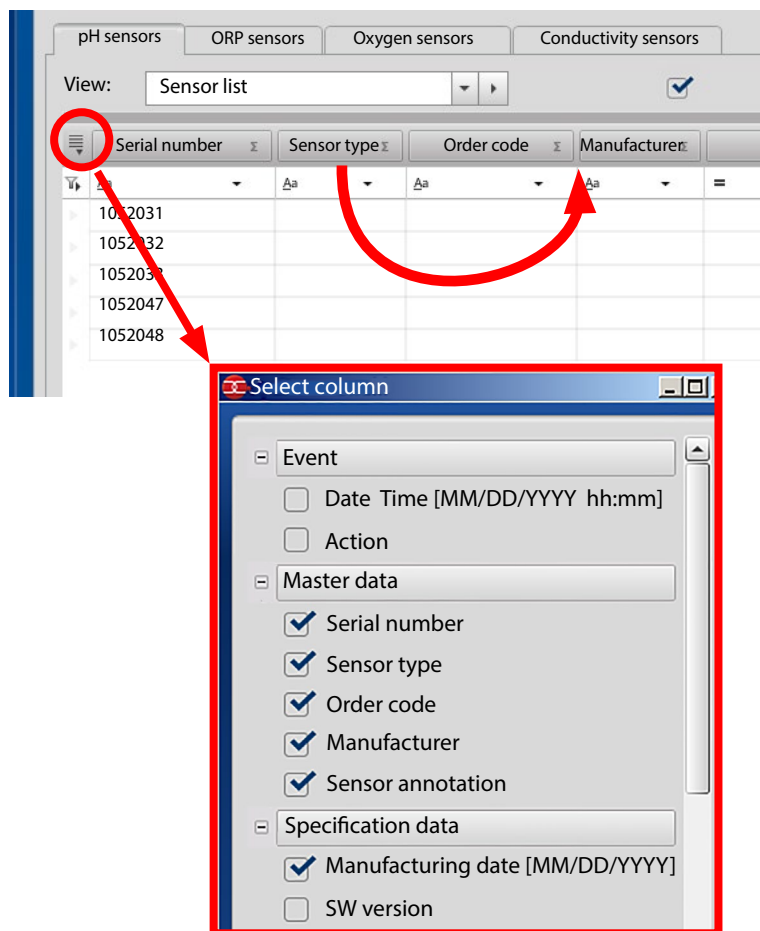 pH sensors ORP sensors Oxygen sensors Conductivity sensors
View: Sensor list
Serial number Σ Sensor type Σ Order code Σ Manufacturer Σ
Aa Aa Aa Aa =
1052031
1052032
1052033
1052047
1052048
Select column
Event
Date Time [MM/DD/YYYY hh:mm]
Action
Master data
Serial number
Sensor type
Order code
Manufacturer
Sensor annotation
Specification data
Manufacturing date [MM/DD/YYYY]
SW version